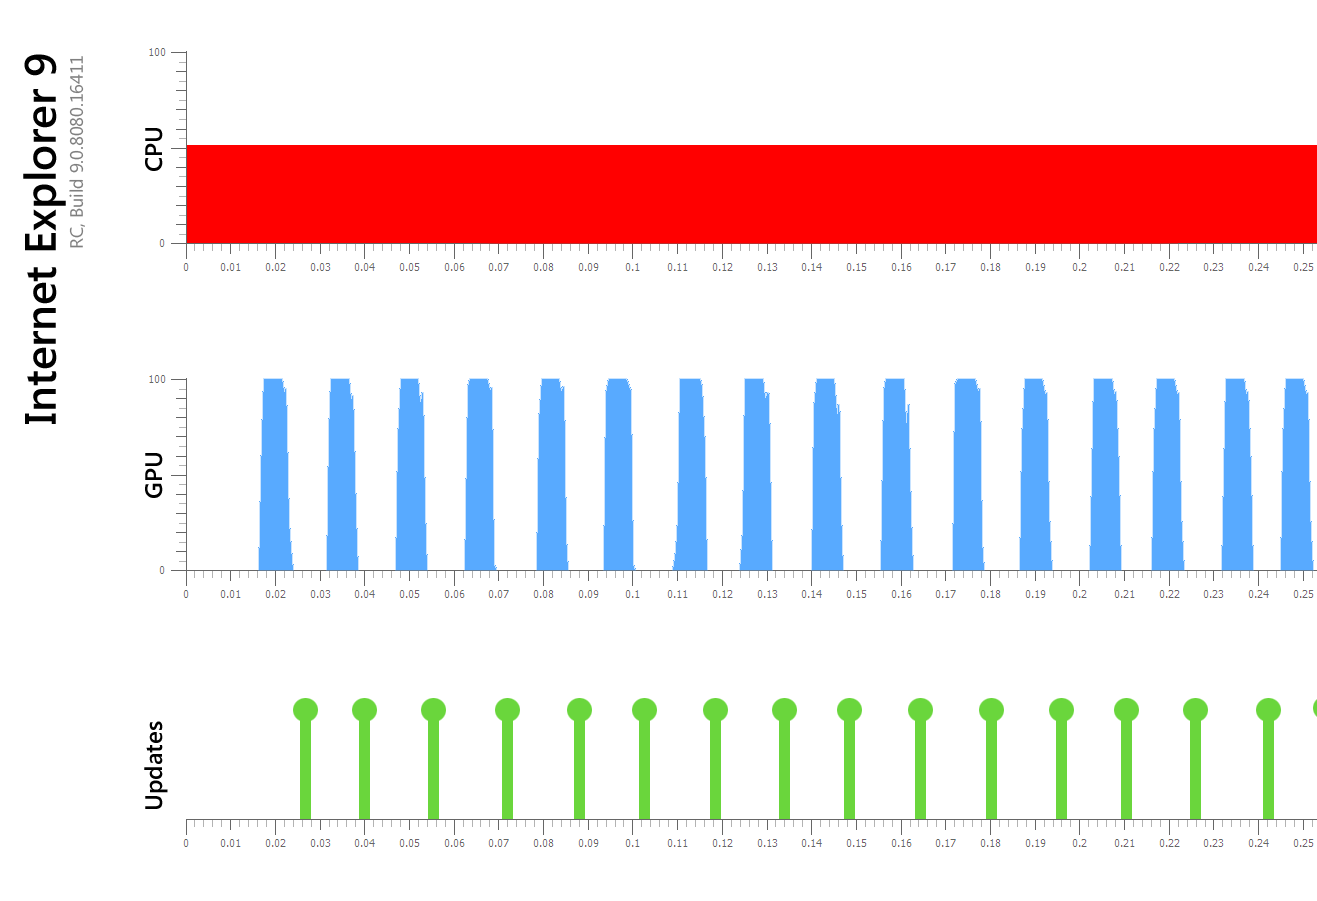 Internet Explorer 9
RC, Build 9.0.8080.16411
CPU
100
0
0 0.01 0.02 0.03 0.04 0.05 0.06 0.07 0.08 0.09 0.1 0.11 0.12 0.13 0.14 0.15 0.16 0.17 0.18 0.19 0.2 0.21 0.22 0.23 0.24 0.25
GPU
100
0
0 0.01 0.02 0.03 0.04 0.05 0.06 0.07 0.08 0.09 0.1 0.11 0.12 0.13 0.14 0.15 0.16 0.17 0.18 0.19 0.2 0.21 0.22 0.23 0.24 0.25
Updates
0 0.01 0.02 0.03 0.04 0.05 0.06 0.07 0.08 0.09 0.1 0.11 0.12 0.13 0.14 0.15 0.16 0.17 0.18 0.19 0.2 0.21 0.22 0.23 0.24 0.25